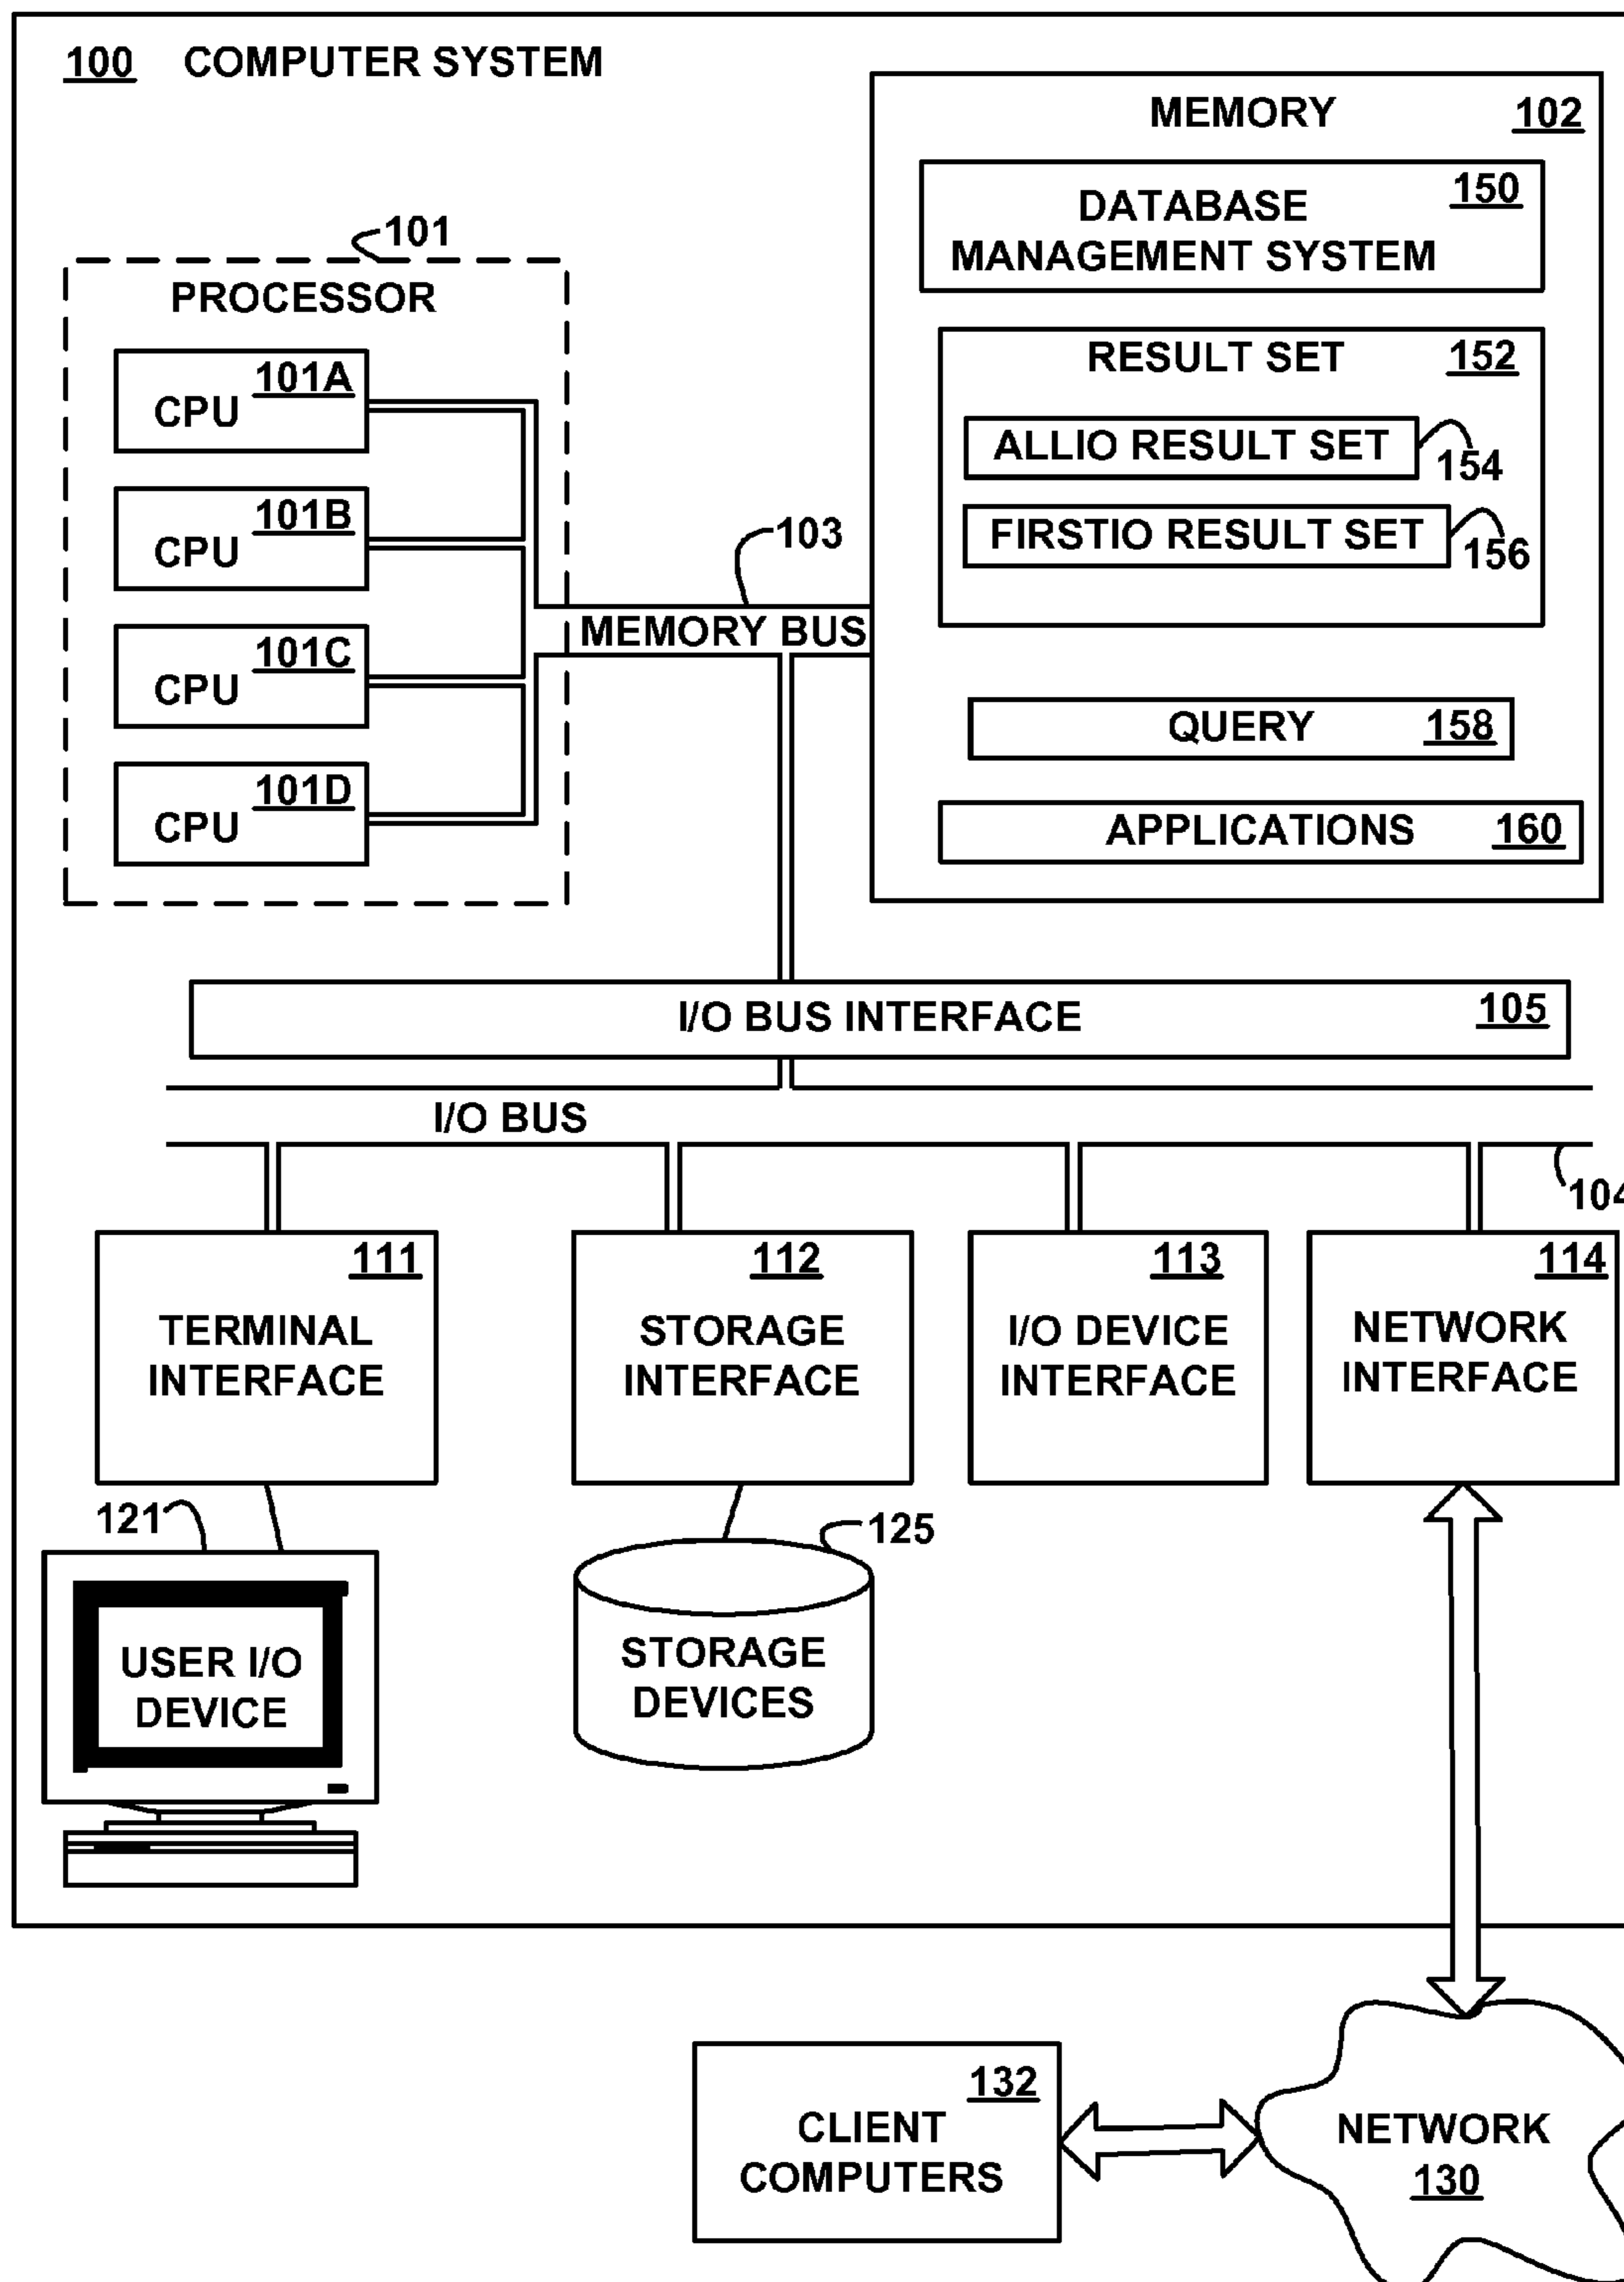 100 COMPUTER SYSTEM
MEMORY 102
DATABASE 150
MANAGEMENT SYSTEM
101
PROCESSOR
CPU 101A
CPU 101B
CPU 101C
CPU 101D
RESULT SET 152
ALLIO RESULT SET
154
FIRSTIO RESULT SET
156
103
MEMORY BUS
QUERY 158
APPLICATIONS 160
I/O BUS INTERFACE 105
I/O BUS
104
111
TERMINAL
INTERFACE
112
STORAGE
INTERFACE
113
I/O DEVICE
INTERFACE
114
NETWORK
INTERFACE
121
USER I/O
DEVICE
125
STORAGE
DEVICES
132
CLIENT
COMPUTERS
NETWORK
130